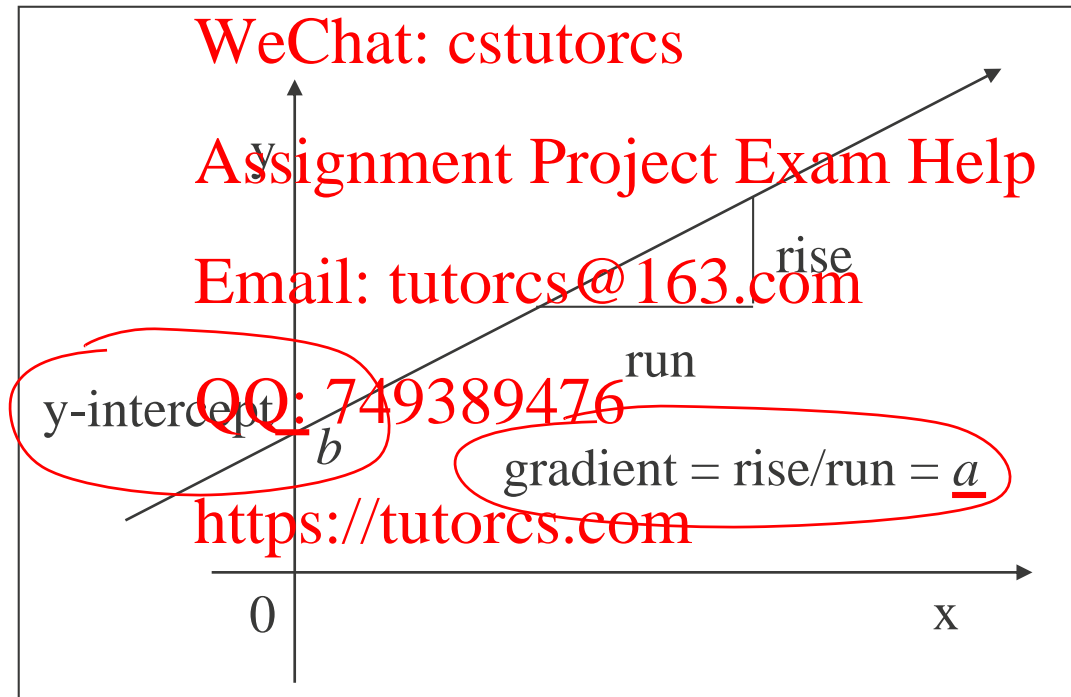 WeChat: cstutorcs
y
Assignment Project Exam Help
rise
Email: tutorcs@163.com
run
QQ: 749389476
y-intercept
b
gradient = rise/run = a
https://tutorcs.com
0
x